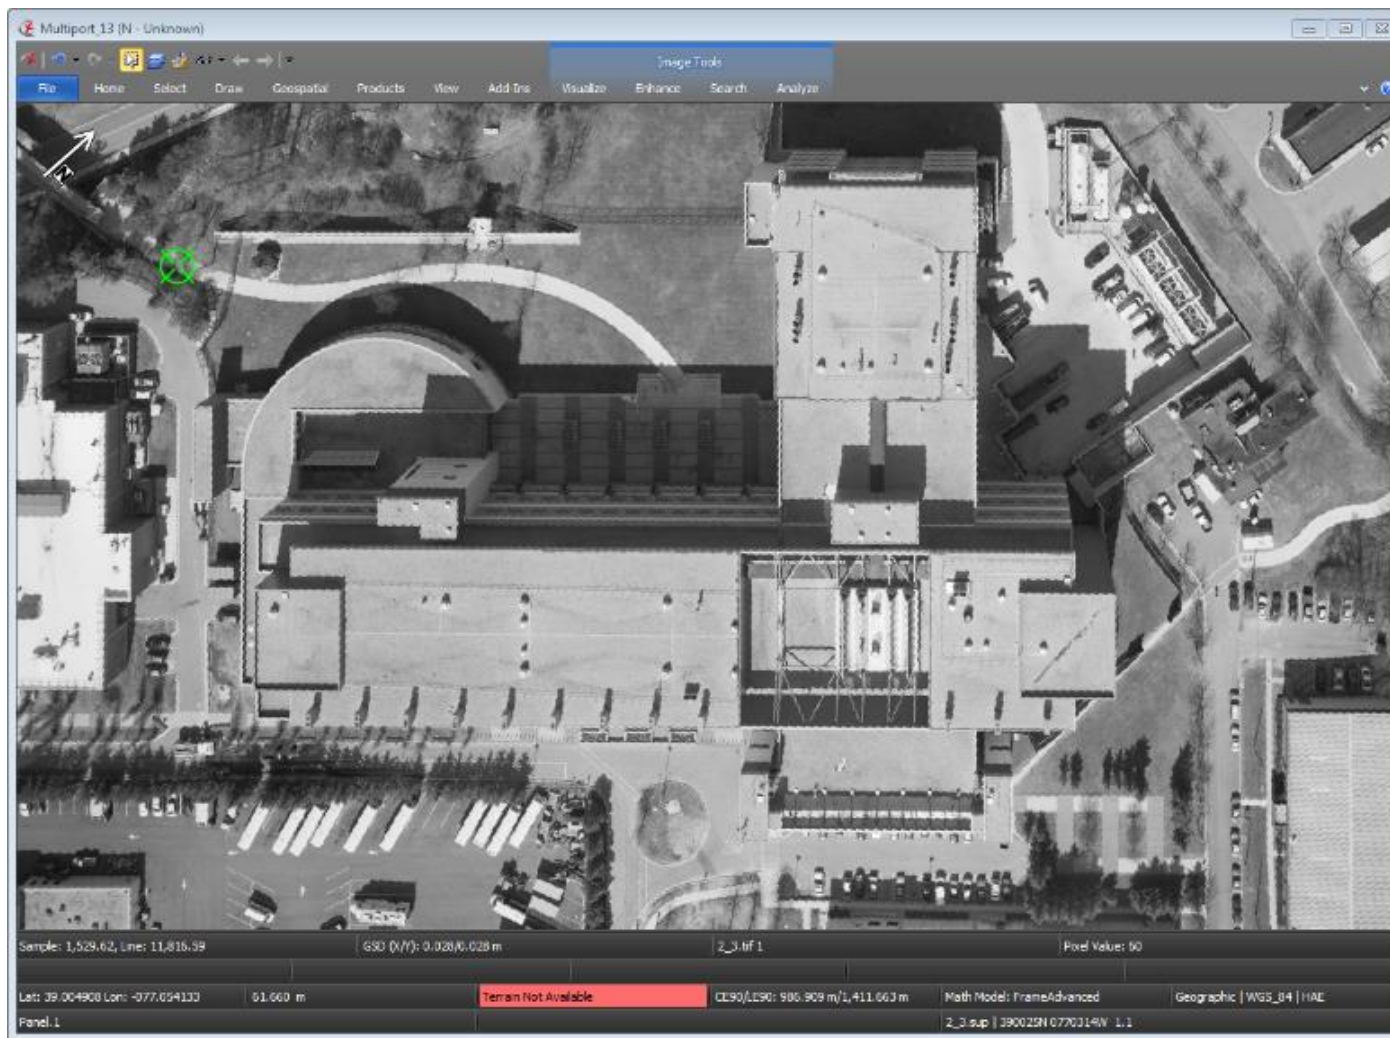 Multiport_13 (N - Unknown)
Image Tools
File Home Select Draw Geospatial Products View Add-Ins Visualize Enhance Search Analyze
N
Sample: 1,529.62, Line: 11,816.59 GSD (X/Y): 0.028/0.028 m 2_3.tif 1 Pixel Value: 60
Lat: 39.004908 Lon: -077.054133 61.660 m Terrain Not Available CE90/LE90: 986.909 m/1,411.663 m Math Model: FrameAdvanced Geographic | WGS_84 | HAE
Panel.1 2_3.sup | 390025N 0770314W 1.1